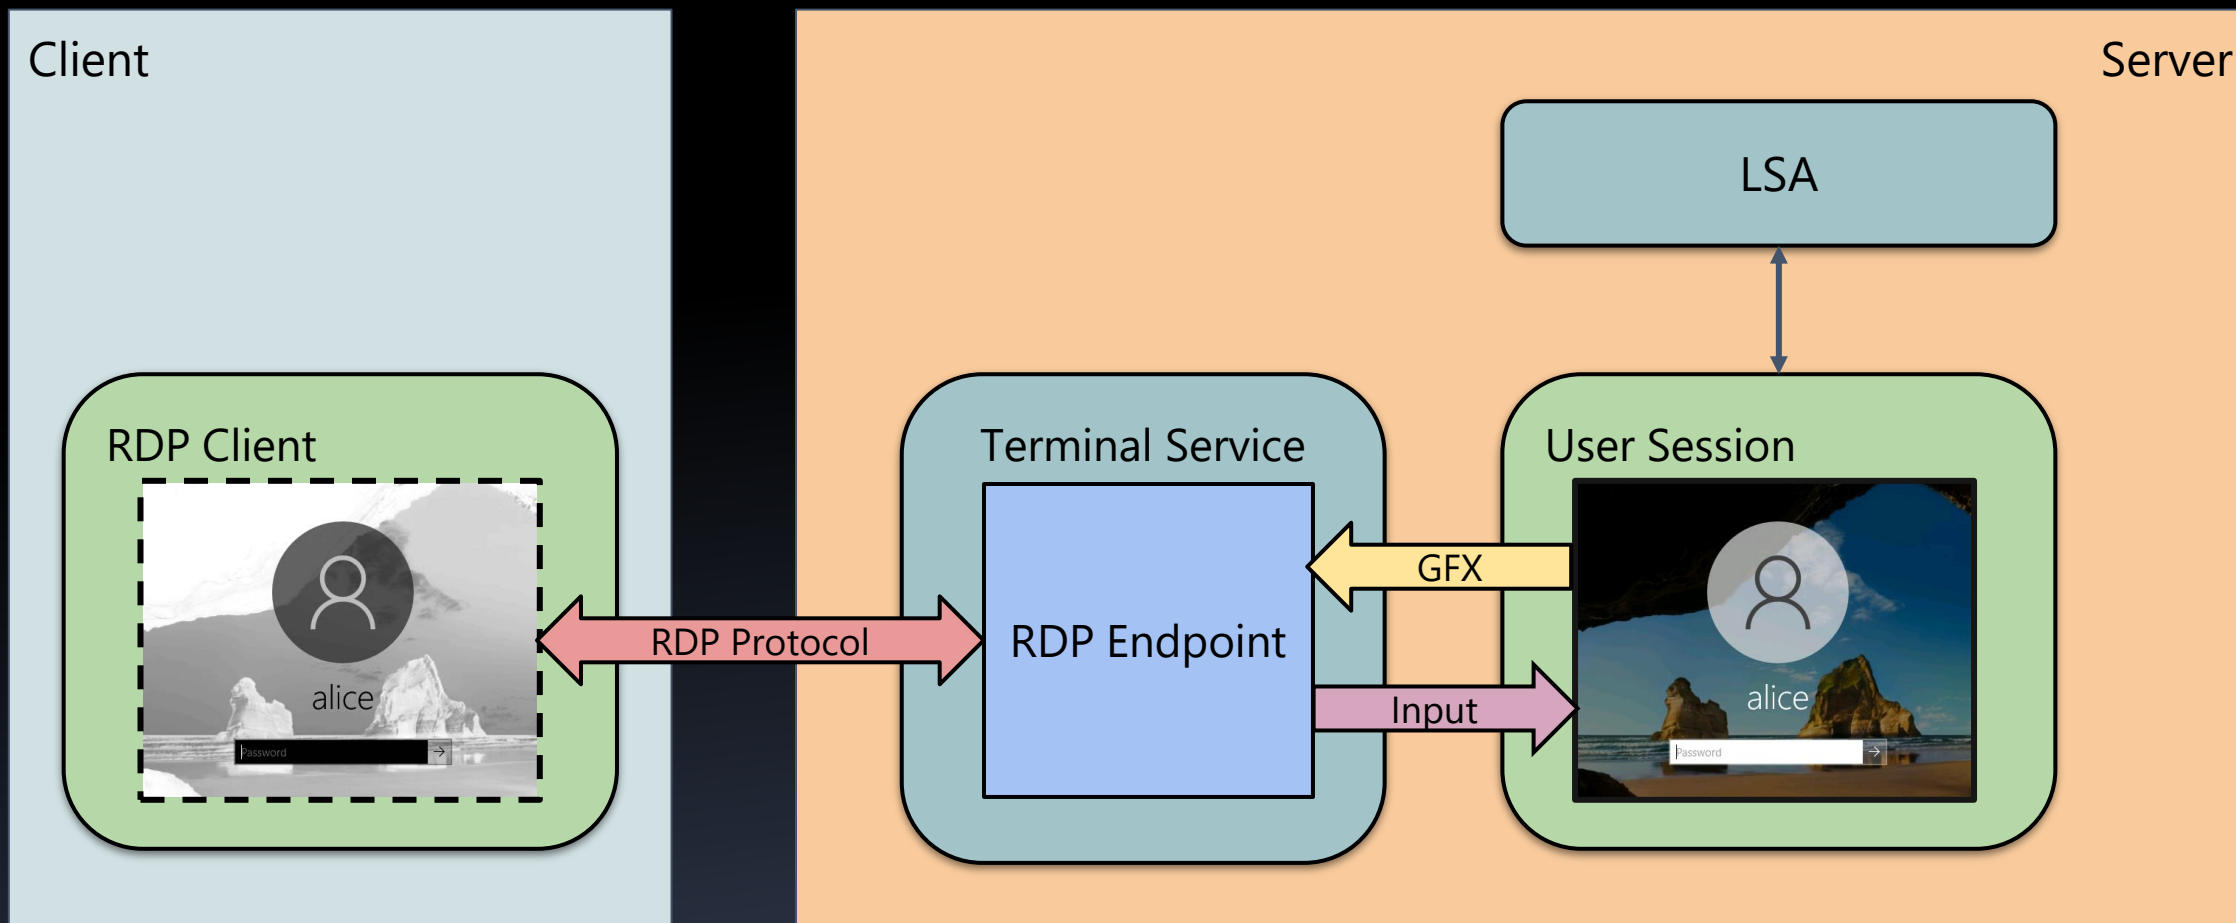 Client
Server
LSA
RDP Client
Terminal Service
User Session
GFX
RDP Protocol
RDP Endpoint
alice
alice
Input
Password
Password